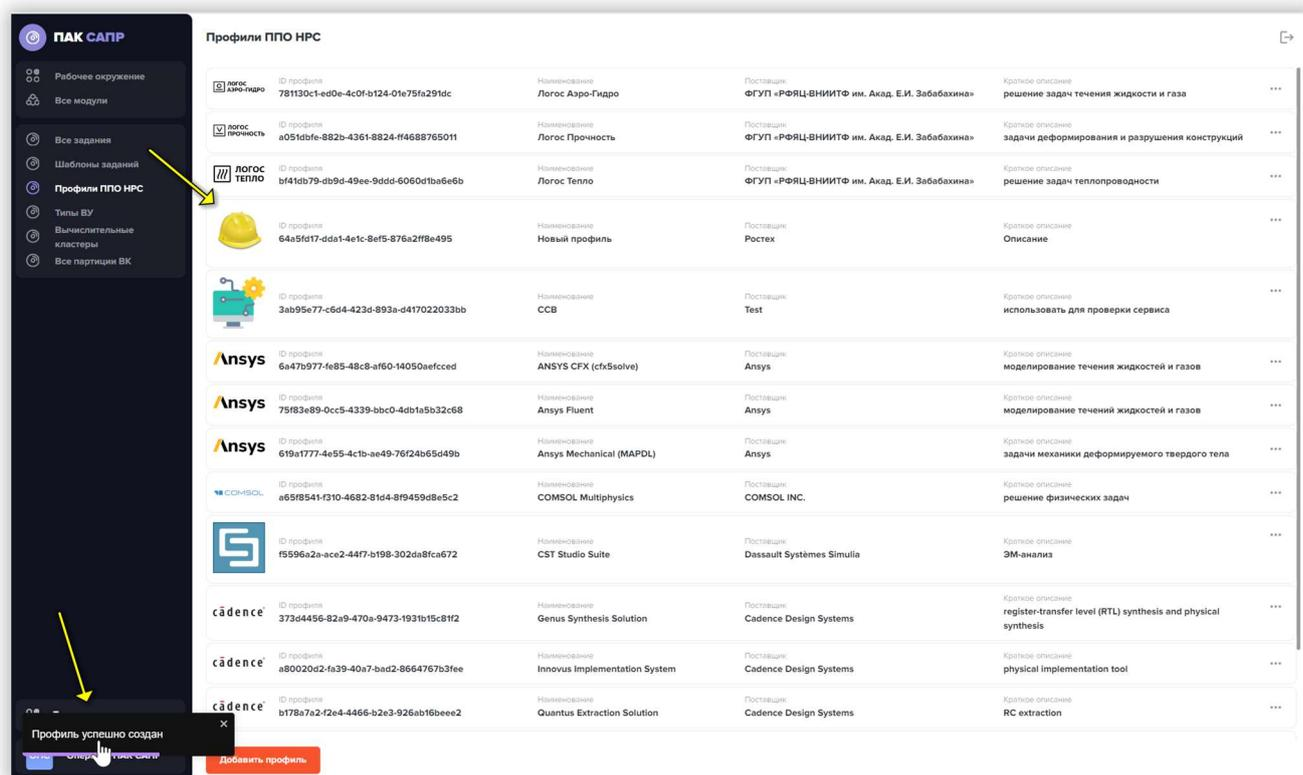 ПАК САПР
Рабочее окружение
Все модули
Все задания
Шаблоны заданий
Профили ППО НРС
Типы ВУ
Вычислительные
кластеры
Все партиции ВК
Профиль успешно создан
Профили ППО НРС
ЛОГОС
АЭРО-ГИДРО
ID профиля Наименование Поставщик Краткое описание
781130c1-ed0e-4c0f-b124-01e75fa291dc Логос Аэро-Гидро ФГУП «РФЯЦ-ВНИИТФ им. Акад. Е.И. Забабахина» решение задач течения жидкости и газа
ЛОГОС
ПРОЧНОСТЬ
ID профиля Наименование Поставщик Краткое описание
a051dbfe-882b-4361-8824-ff4688765011 Логос Прочность ФГУП «РФЯЦ-ВНИИТФ им. Акад. Е.И. Забабахина» задачи деформирования и разрушения конструкций
ЛОГОС
ТЕПЛО
ID профиля Наименование Поставщик Краткое описание
bf41db79-db9d-49ee-9ddd-6060d1ba6e6b Логос Тепло ФГУП «РФЯЦ-ВНИИТФ им. Акад. Е.И. Забабахина» решение задач теплопроводности
ID профиля Наименование Поставщик Краткое описание
64a5fd17-dda1-4e1c-8ef5-876a2ff8e495 Новый профиль Ростех Описание
ID профиля Наименование Поставщик Краткое описание
3ab95e77-c6d4-423d-893a-d417022033bb ССВ Test использовать для проверки сервиса
Ansys
ID профиля Наименование Поставщик Краткое описание
6a47b977-fe85-48c8-af60-14050aefcced ANSYS CFX (cfx5solve) Ansys моделирование течения жидкостей и газов
Ansys
ID профиля Наименование Поставщик Краткое описание
75f83e89-0cc5-4339-bbc0-4db1a5b32c68 Ansys Fluent Ansys моделирование течений жидкостей и газов
Ansys
ID профиля Наименование Поставщик Краткое описание
619a1777-4e55-4c1b-ae49-76f24b65d49b Ansys Mechanical (MAPDL) Ansys задачи механики деформируемого твердого тела
COMSOL
ID профиля Наименование Поставщик Краткое описание
a65f8541-f310-4682-81d4-8f9459d8e5c2 COMSOL Multiphysics COMSOL INC. решение физических задач
ID профиля Наименование Поставщик Краткое описание
f5596a2a-ace2-44f7-b198-302da8fca672 CST Studio Suite Dassault Systèmes Simulia ЭМ-анализ
cādence
ID профиля Наименование Поставщик Краткое описание
373d4456-82a9-470a-9473-1931b15c81f2 Genus Synthesis Solution Cadence Design Systems register-transfer level (RTL) synthesis and physical
synthesis
cādence
ID профиля Наименование Поставщик Краткое описание
a80020d2-fa39-40a7-bad2-8664767b3fee Innovus Implementation System Cadence Design Systems physical implementation tool
cādence
ID профиля Наименование Поставщик Краткое описание
b178a7a2-f2e4-4466-b2e3-926ab16beee2 Quantus Extraction Solution Cadence Design Systems RC extraction
Добавить профиль